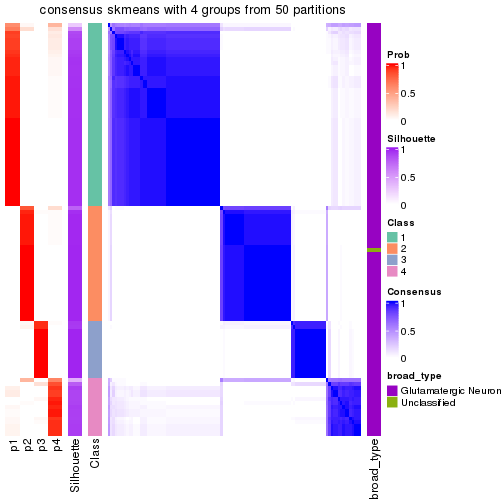 consensus skmeans with 4 groups from 50 partitions
Prob
1
0.5
0
Silhouette
1
0.5
0
Class
1
2
3
4
Consensus
1
0.5
0
broad_type
Glutamatergic Neuron
Unclassified
p1
p2
p3
p4
Silhouette
Class
broad_type